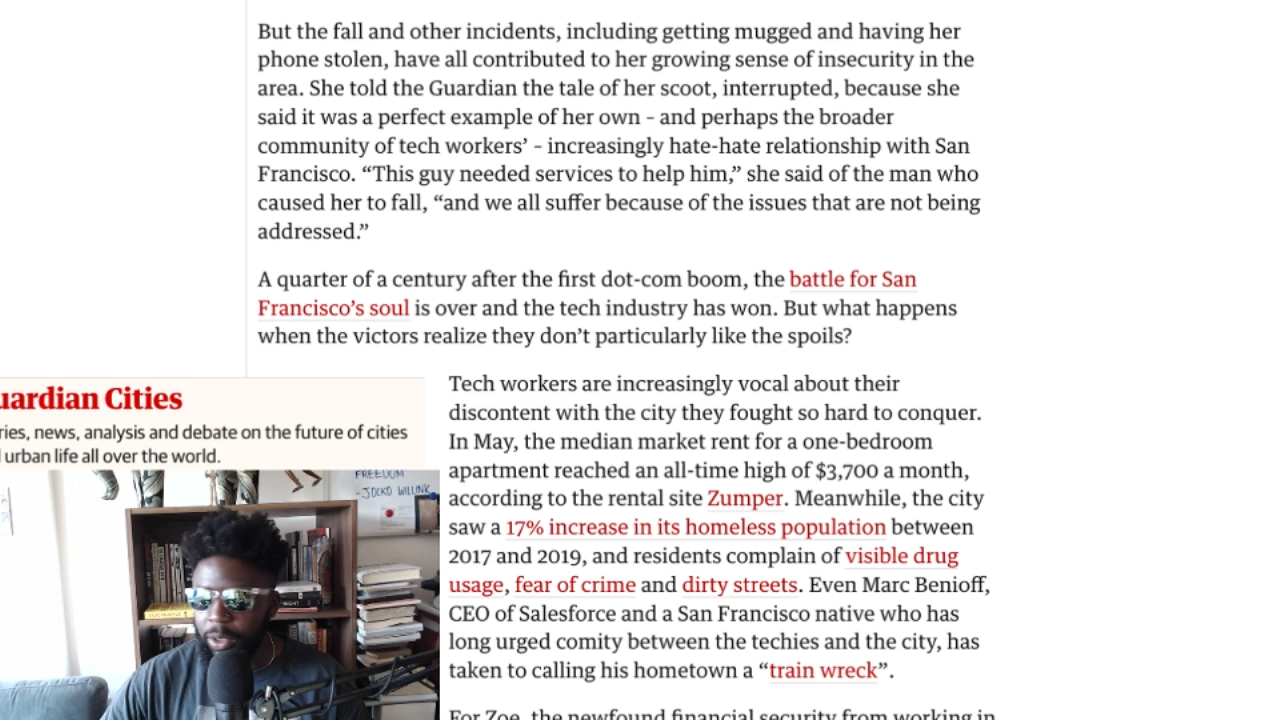 But the fall and other incidents, including getting mugged and having her
phone stolen, have all contributed to her growing sense of insecurity in the
area. She told the Guardian the tale of her scoot, interrupted, because she
said it was a perfect example of her own – and perhaps the broader
community of tech workers’ – increasingly hate-hate relationship with San
Francisco. “This guy needed services to help him,” she said of the man who
caused her to fall, “and we all suffer because of the issues that are not being
addressed.”
A quarter of a century after the first dot-com boom, the battle for San
Francisco’s soul is over and the tech industry has won. But what happens
when the victors realize they don’t particularly like the spoils?
uardian Cities
ries, news, analysis and debate on the future of cities
urban life all over the world.
Tech workers are increasingly vocal about their
discontent with the city they fought so hard to conquer.
In May, the median market rent for a one-bedroom
apartment reached an all-time high of $3,700 a month,
according to the rental site Zumper. Meanwhile, the city
saw a 17% increase in its homeless population between
2017 and 2019, and residents complain of visible drug
usage, fear of crime and dirty streets. Even Marc Benioff,
CEO of Salesforce and a San Francisco native who has
long urged comity between the techies and the city, has
taken to calling his hometown a “train wreck”.
For Zoe, the newfound financial security from working in
FREEDOM
-JOCKO WILLINK
NIGHT